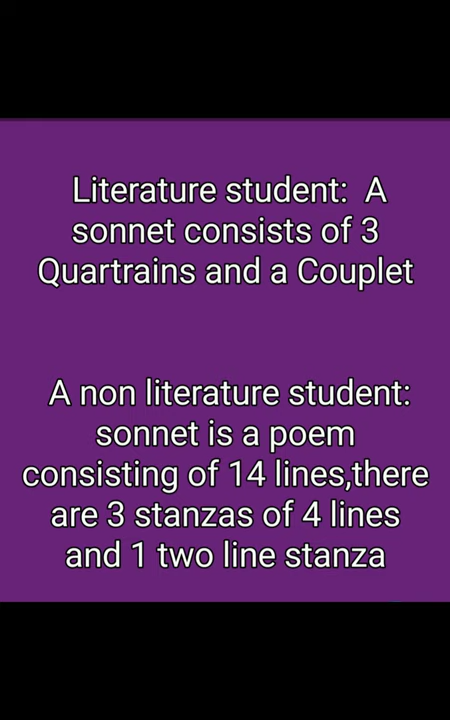 Literature student:  A
sonnet consists of 3
Quartrains and a Couplet
A non literature student:
sonnet is a poem
consisting of 14 lines,there
are 3 stanzas of 4 lines
and 1 two line stanza